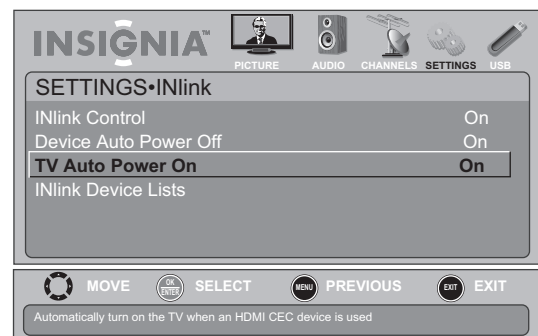 INSIGNIA™
PICTURE AUDIO CHANNELS SETTINGS USB
SETTINGS•INlink
INlink Control On
Device Auto Power Off On
TV Auto Power On On
INlink Device Lists
MOVE OK ENTER SELECT MENU PREVIOUS EXIT EXIT
Automatically turn on the TV when an HDMI CEC device is used